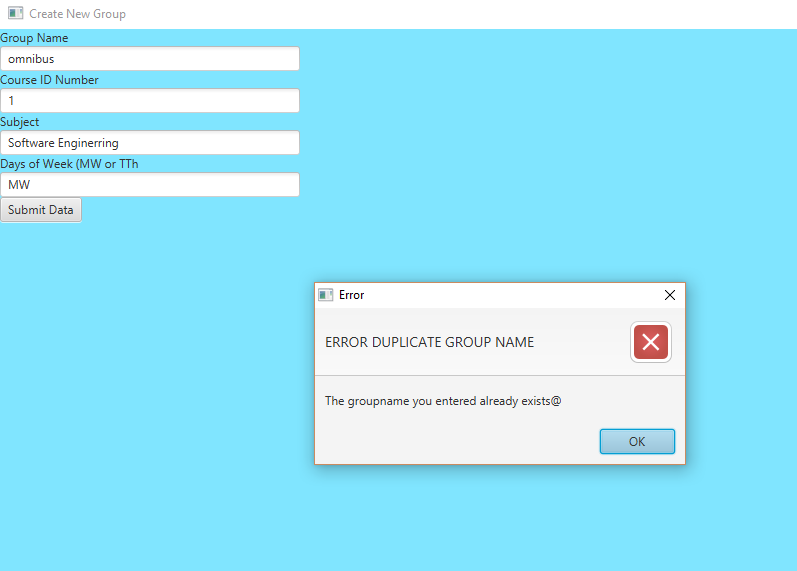 Create New Group
Group Name
omnibus
Course ID Number
1
Subject
Software Enginerring
Days of Week (MW or TTh
MW
Submit Data
Error
ERROR DUPLICATE GROUP NAME
The groupname you entered already exists@
OK